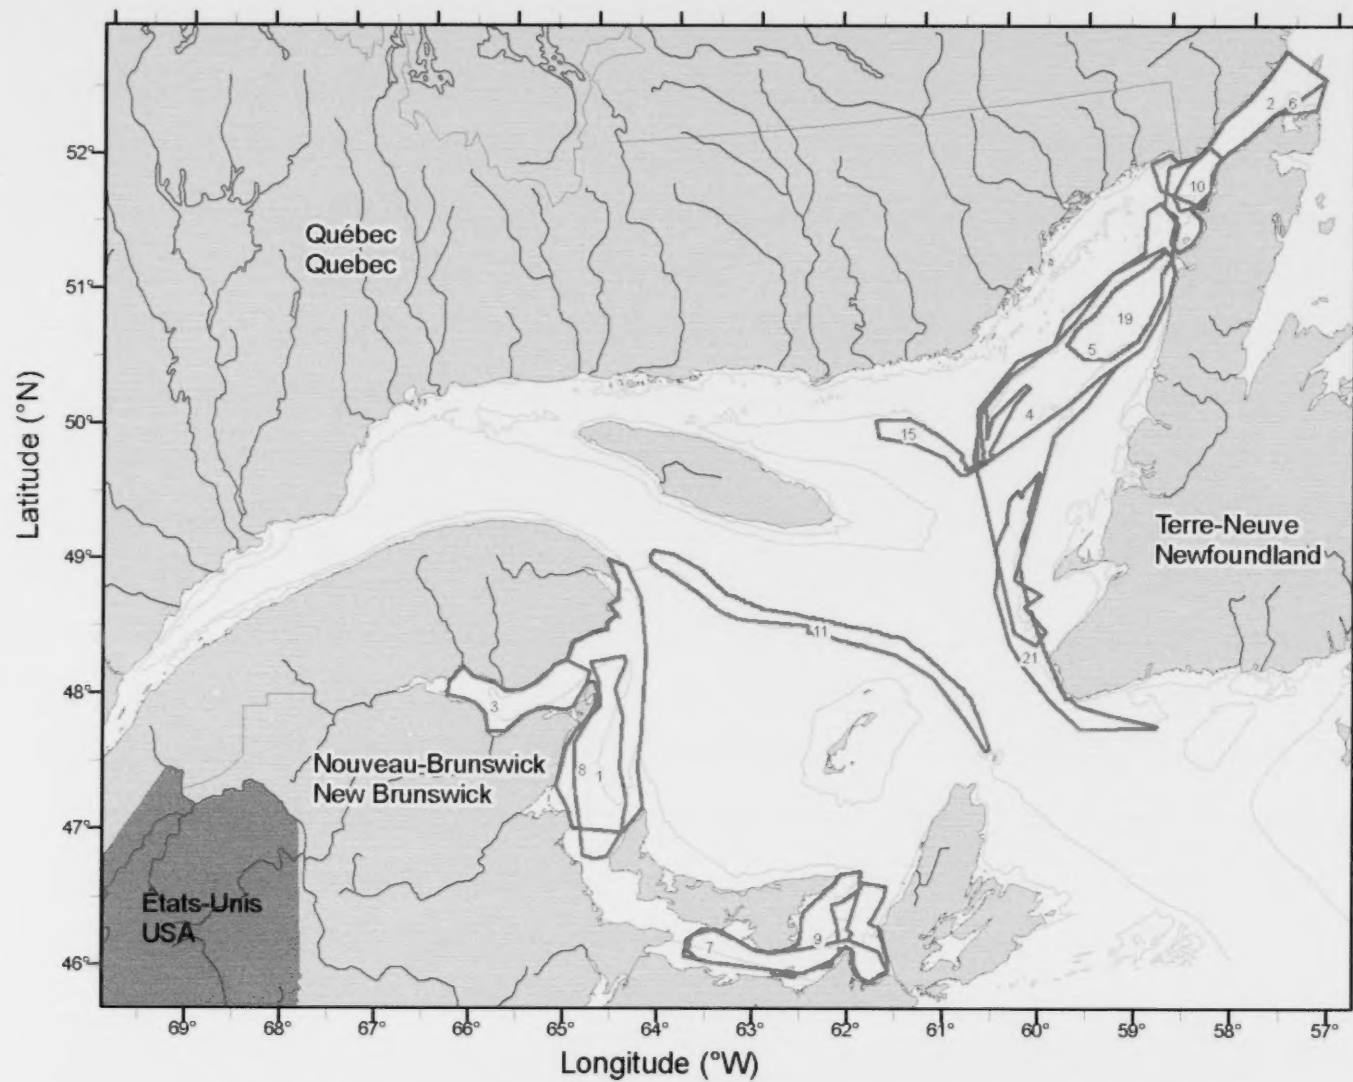 2 6
52°
10
Québec
Quebec
51°
19
5
4
50°
15
Latitude (°N)
Terre-Neuve
Newfoundland
49°
11
21
48°
3
Nouveau-Brunswick
New Brunswick
8 1
47°
États-Unis
USA
7 9
46°
69° 68° 67° 66° 65° 64° 63° 62° 61° 60° 59° 58° 57°
Longitude (°W)